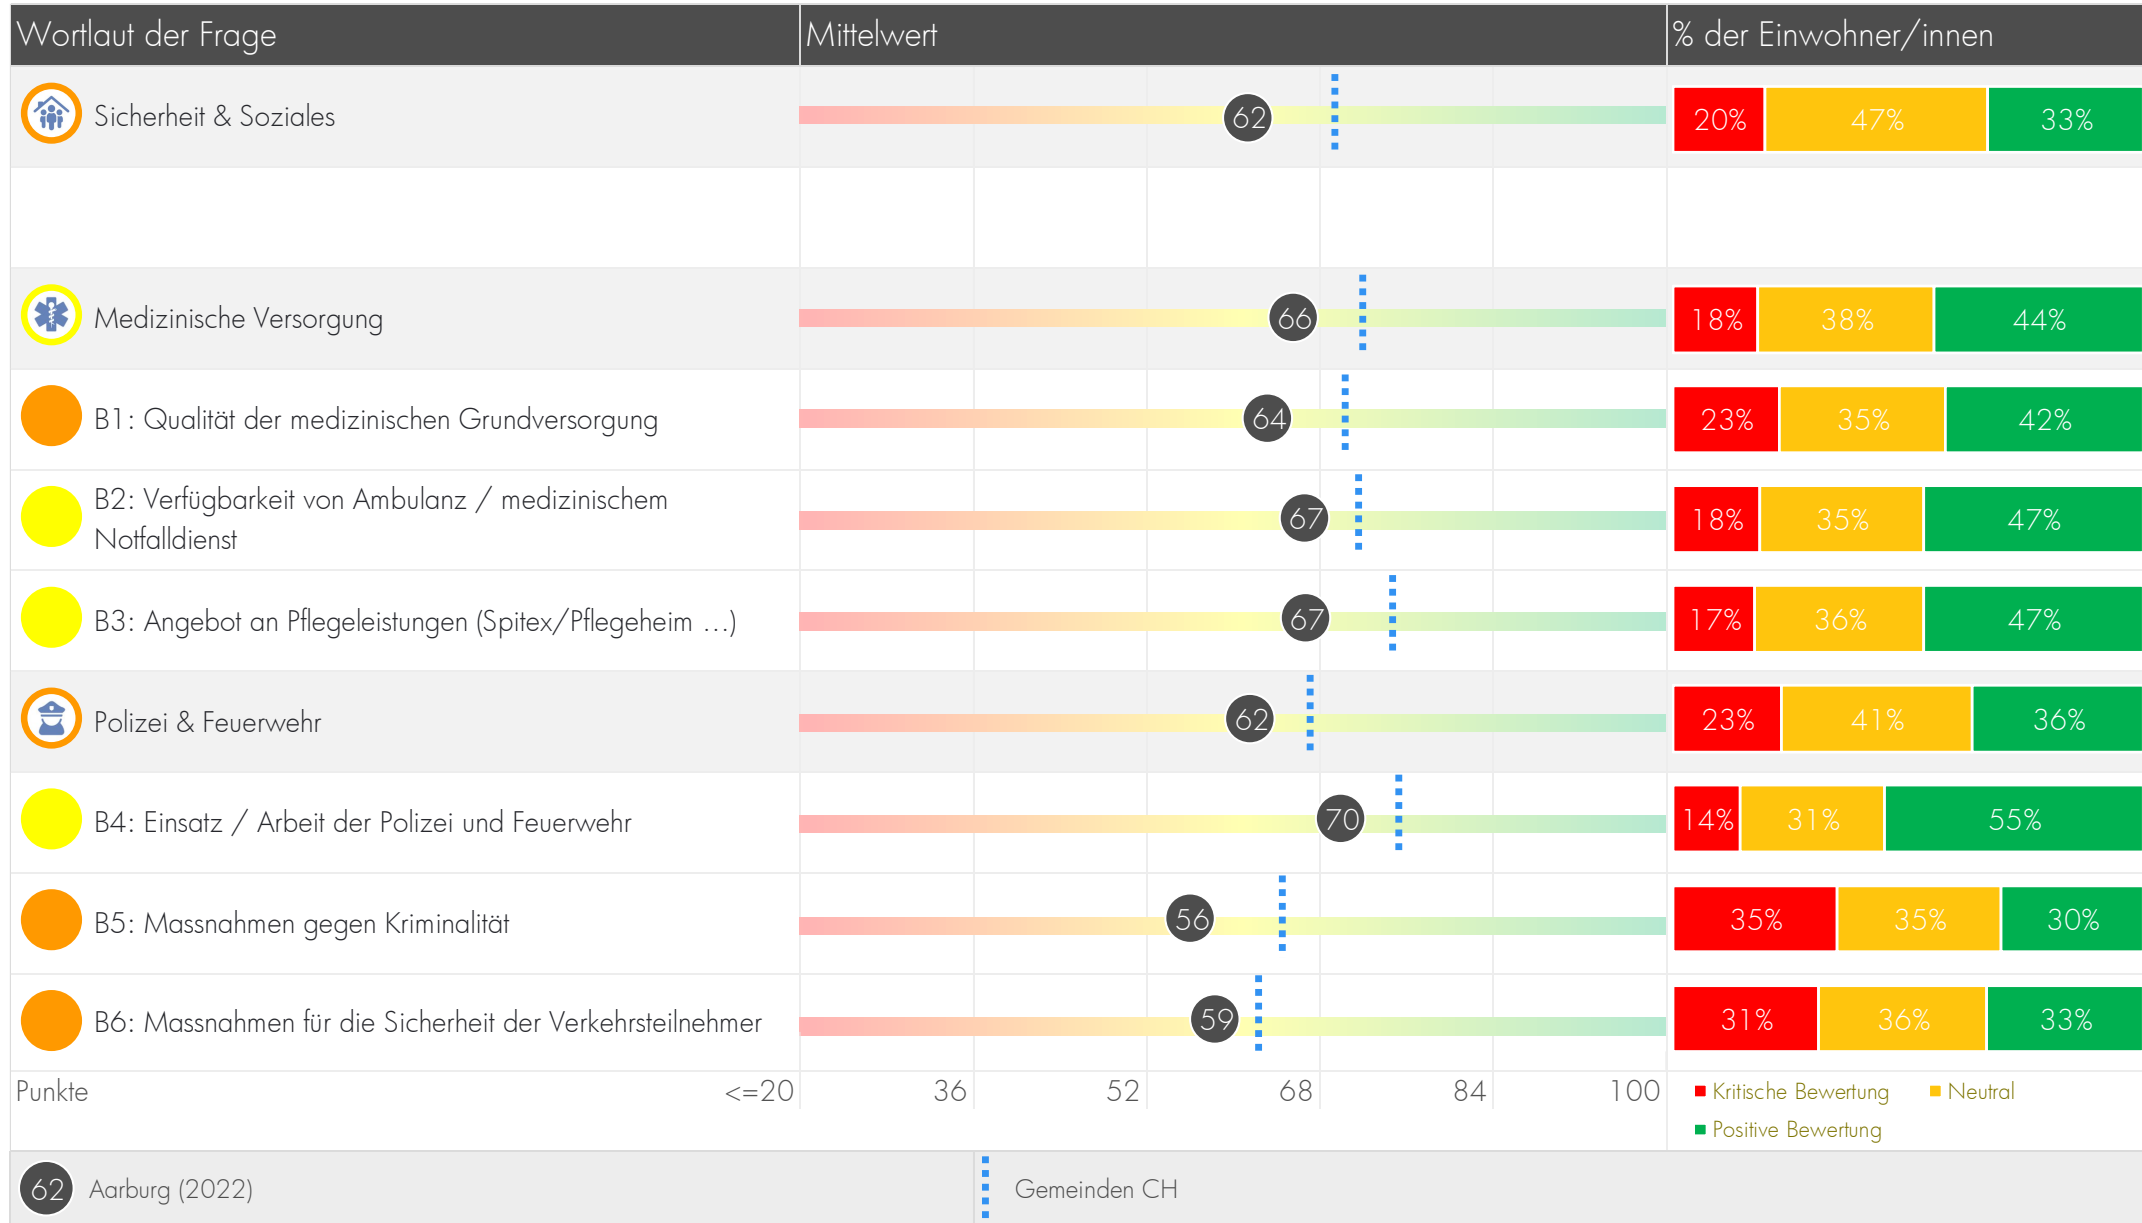 Wortlaut der Frage Mittelwert % der Einwohner/innen
Sicherheit & Soziales 62 20% 47% 33%
Medizinische Versorgung 66 18% 38% 44%
B1: Qualität der medizinischen Grundversorgung 64 23% 35% 42%
B2: Verfügbarkeit von Ambulanz / medizinischem
Notfalldienst 67 18% 35% 47%
B3: Angebot an Pflegeleistungen (Spitex/Pflegeheim ...) 67 17% 36% 47%
Polizei & Feuerwehr 62 23% 41% 36%
B4: Einsatz / Arbeit der Polizei und Feuerwehr 70 14% 31% 55%
B5: Massnahmen gegen Kriminalität 56 35% 35% 30%
B6: Massnahmen für die Sicherheit der Verkehrsteilnehmer 59 31% 36% 33%
Punkte <=20 36 52 68 84 100 Kritische Bewertung Neutral
Positive Bewertung
62 Aarburg (2022) Gemeinden CH